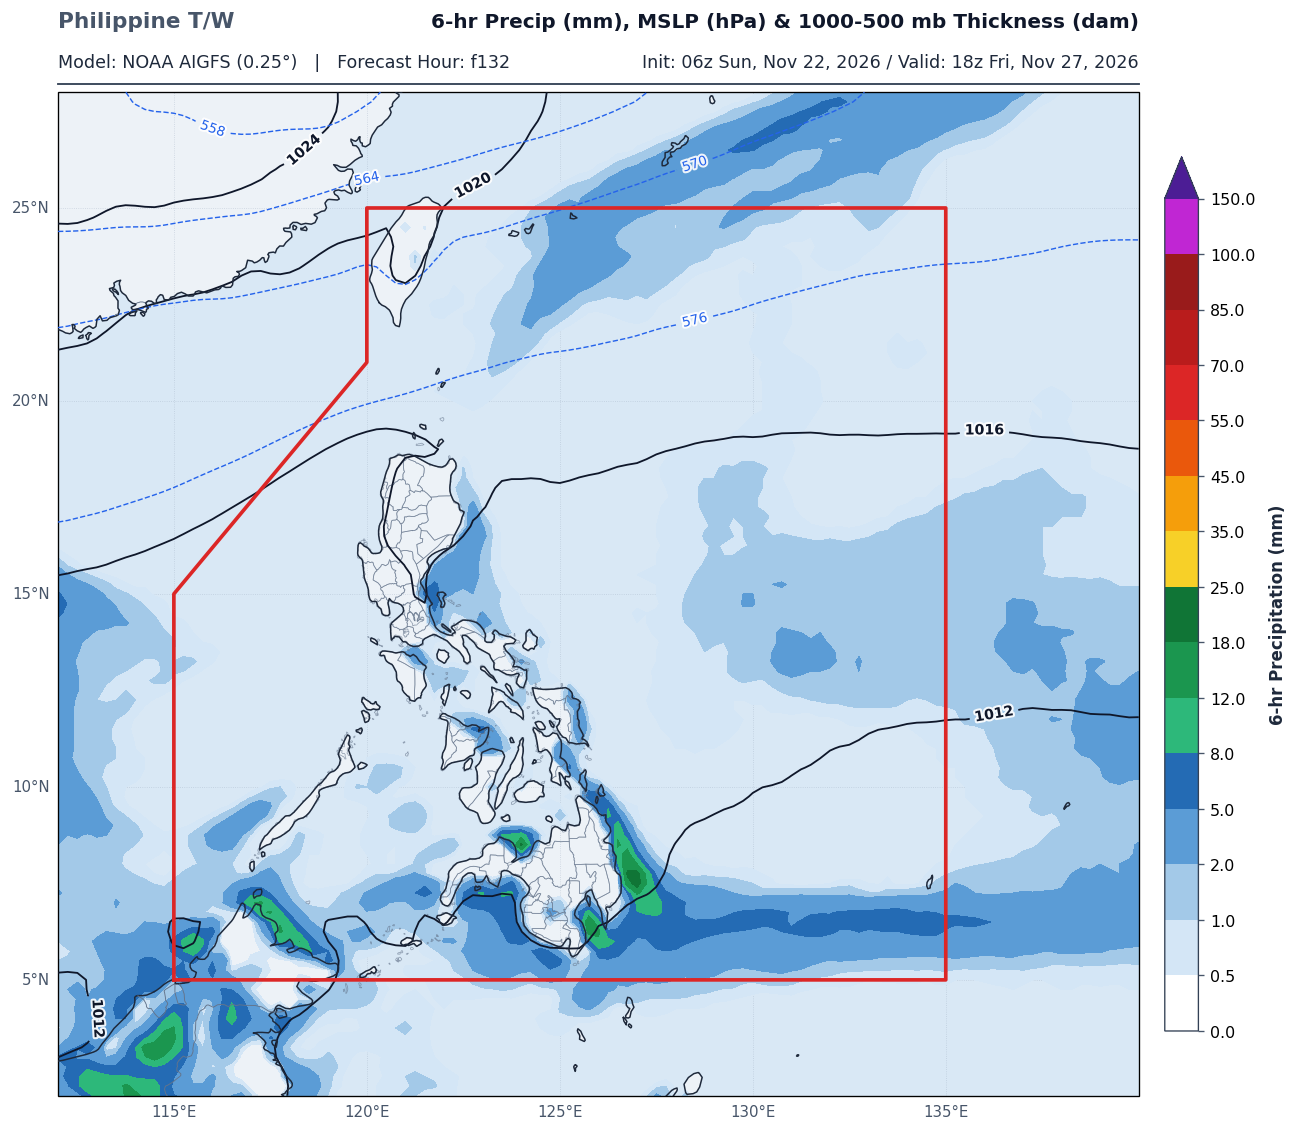 Philippine T/W
6-hr Precip (mm), MSLP (hPa) & 1000-500 mb Thickness (dam)
Model: NOAA AIGFS (0.25°) | Forecast Hour: f132
Init: 06z Sun, Nov 22, 2026 / Valid: 18z Fri, Nov 27, 2026
558
1024
564
1020
570
576
1016
1012
1012
25°N
20°N
15°N
10°N
5°N
115°E
120°E
125°E
130°E
135°E
150.0
100.0
85.0
70.0
55.0
45.0
35.0
25.0
18.0
12.0
8.0
5.0
2.0
1.0
0.5
0.0
6-hr Precipitation (mm)